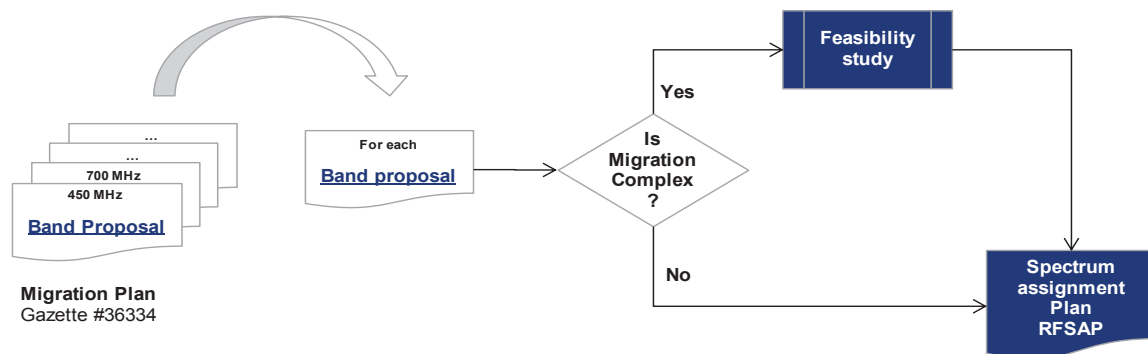 ...
...
700 MHz
450 MHz
Band Proposal
Migration Plan
Gazette #36334
For each
Band proposal
Is
Migration
Complex
?
Yes
No
Feasibility
study
Spectrum
assignment
Plan
RFSAP